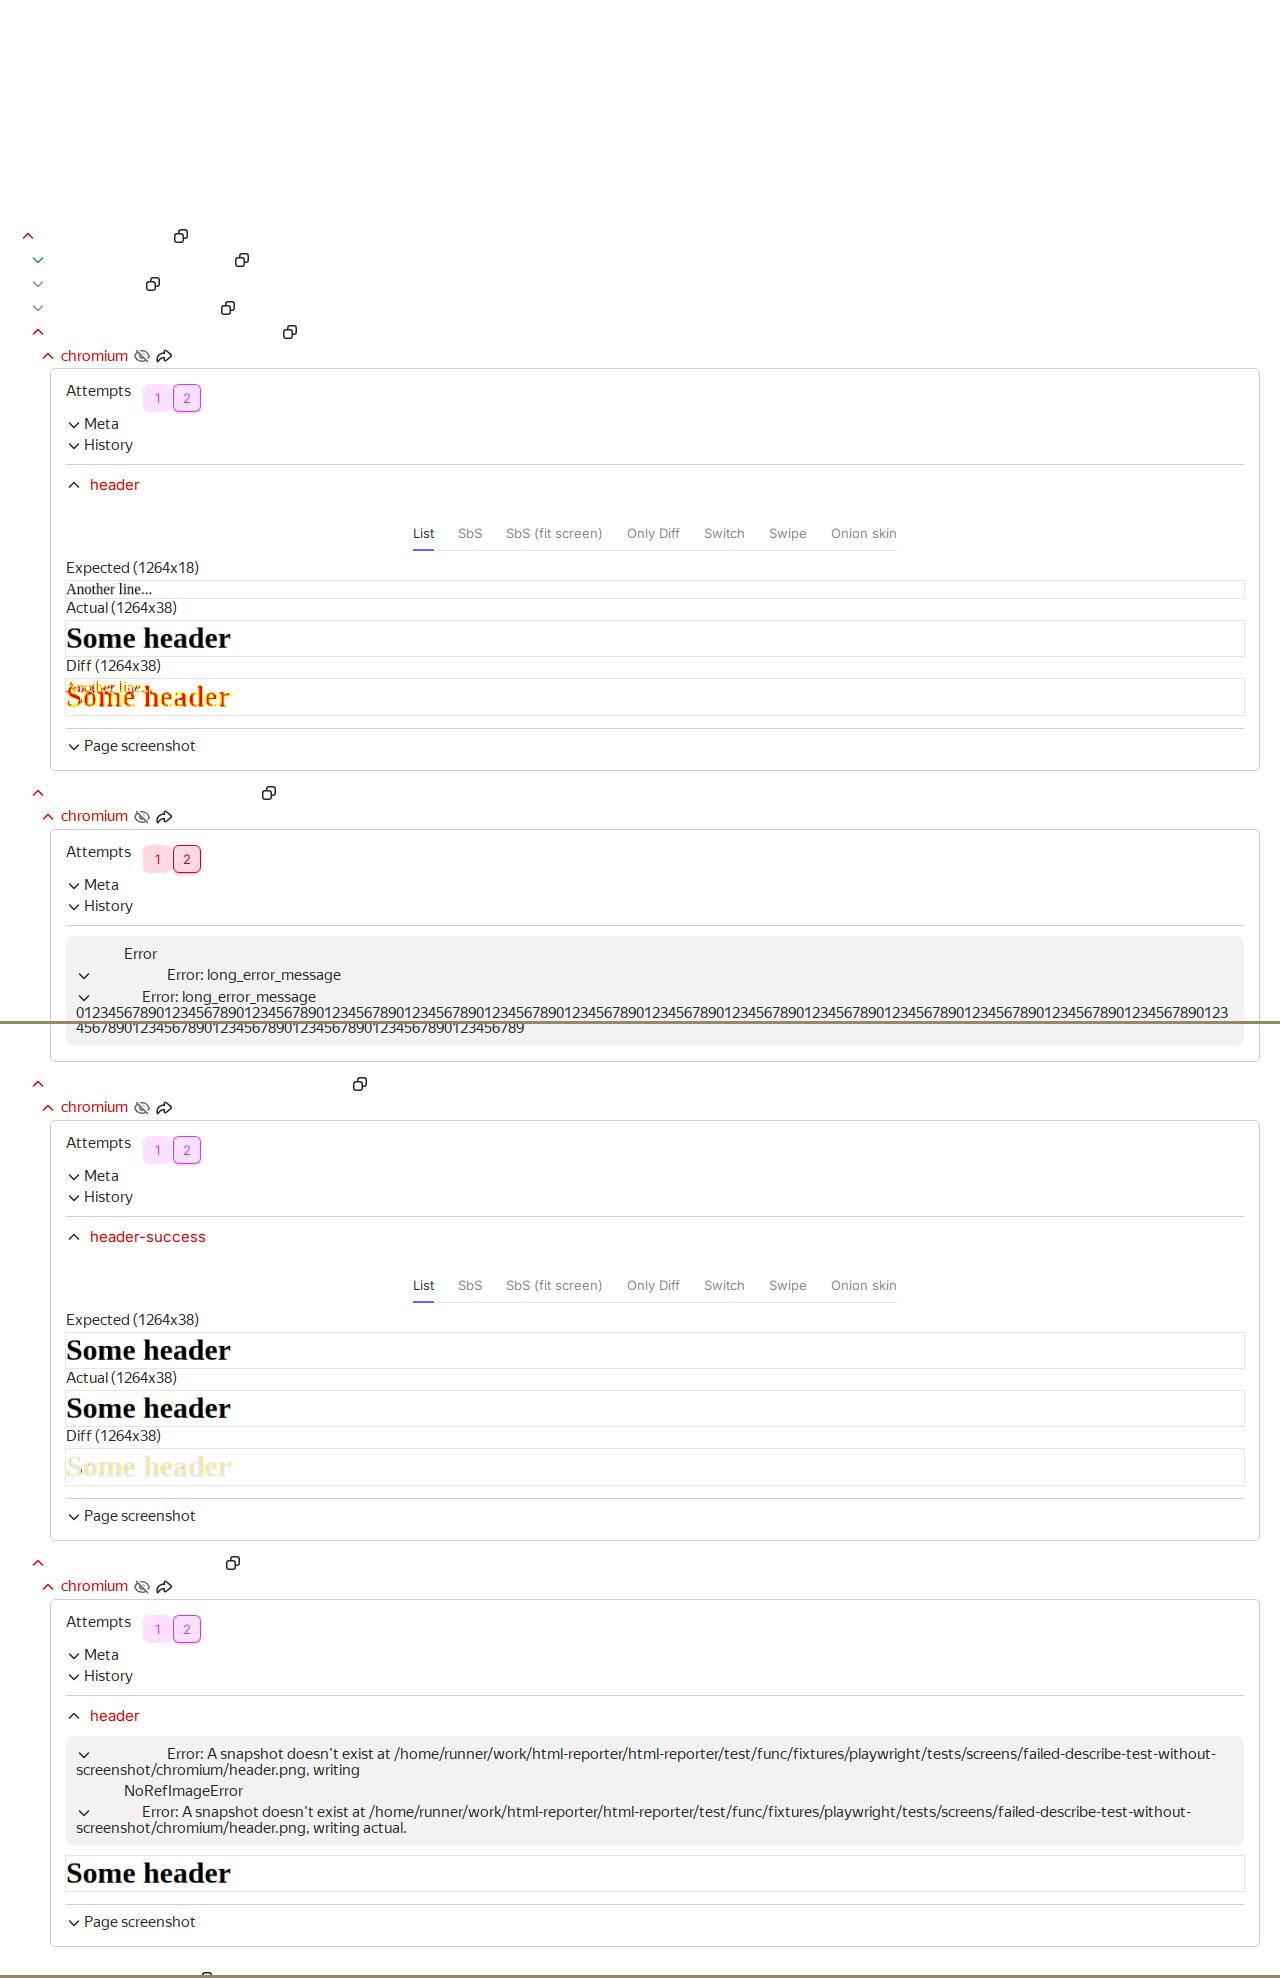 chromium
Attempts 1 2
Meta
History
header
List SbS SbS (fit screen) Only Diff Switch Swipe Onion skin
Expected (1264x18)
Another line...
Actual (1264x38)
Some header
Diff (1264x38)
Another line...
Some header
Page screenshot
chromium
Attempts 1 2
Meta
History
Error
Error: long_error_message
Error: long_error_message
0123456789012345678901234567890123456789012345678901234567890123456789012345678901234567890123456789012345678901234567890123456789012345678901234567890123
45678901234567890123456789012345678901234567890123456789
chromium
Attempts 1 2
Meta
History
header-success
List SbS SbS (fit screen) Only Diff Switch Swipe Onion skin
Expected (1264x38)
Some header
Actual (1264x38)
Some header
Diff (1264x38)
Some header
Page screenshot
chromium
Attempts 1 2
Meta
History
header
Error: A snapshot doesn't exist at /home/runner/work/html-reporter/html-reporter/test/func/fixtures/playwright/tests/screens/failed-describe-test-without-
screenshot/chromium/header.png, writing
NoRefImageError
Error: A snapshot doesn't exist at /home/runner/work/html-reporter/html-reporter/test/func/fixtures/playwright/tests/screens/failed-describe-test-without-
screenshot/chromium/header.png, writing actual.
Some header
Page screenshot